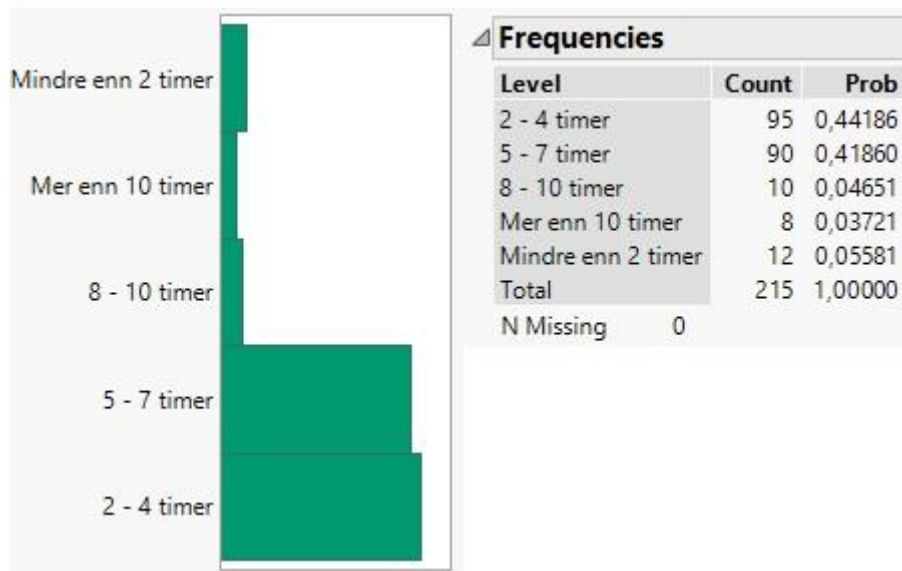 Mindre enn 2 timer
Mer enn 10 timer
8 - 10 timer
5 - 7 timer
2 - 4 timer
Frequencies
Level Count Prob
2 - 4 timer 95 0,44186
5 - 7 timer 90 0,41860
8 - 10 timer 10 0,04651
Mer enn 10 timer 8 0,03721
Mindre enn 2 timer 12 0,05581
Total 215 1,00000
N Missing 0